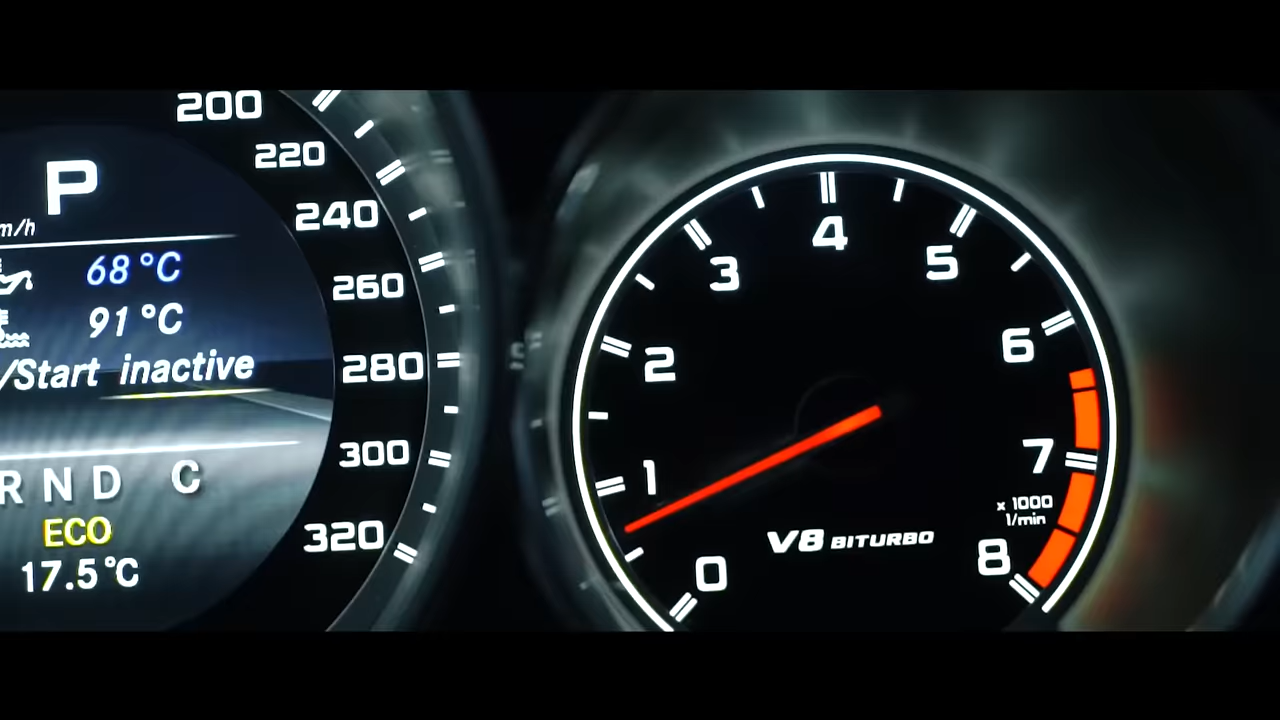 200
220
240
260
280
300
320
P
m/h
68°C
91°C
/Start inactive
R N D C
ECO
17.5°C
0
1
2
3
4
5
6
7
8
x 1000
1/min
V8 BITURBO